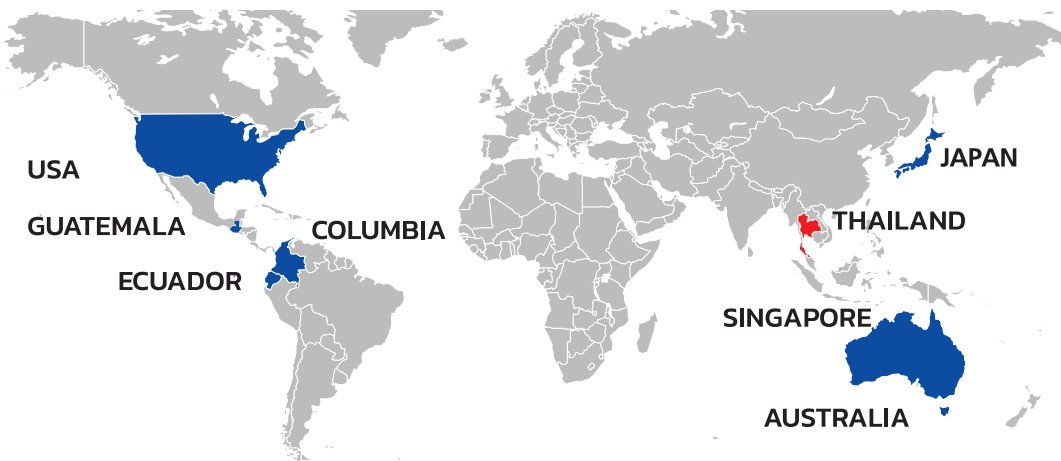 USA
JAPAN
GUATEMALA
COLUMBIA
THAILAND
ECUADOR
SINGAPORE
AUSTRALIA